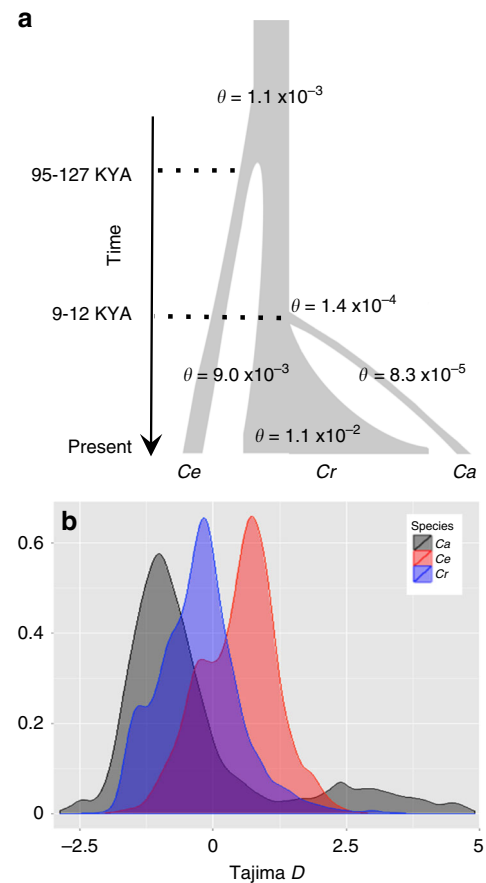 a
θ = 1.1 x10⁻³
95-127 KYA
Time
9-12 KYA
θ = 1.4 x10⁻⁴
θ = 9.0 x10⁻³
θ = 8.3 x10⁻⁵
θ = 1.1 x10⁻²
Present
Ce Cr Ca
b
Species
Ca
Ce
Cr
0.6
0.4
0.2
0
−2.5 0 2.5 5
Tajima D